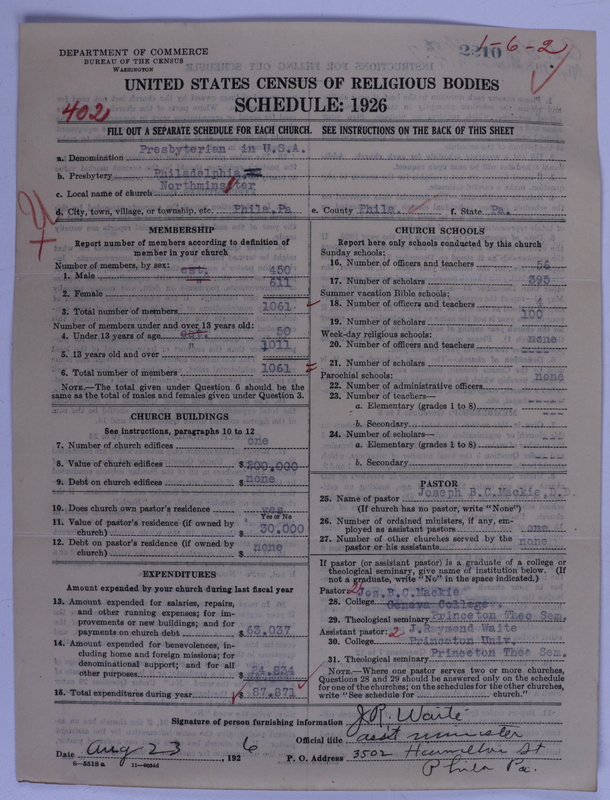 1-6-2
2210
DEPARTMENT OF COMMERCE
BUREAU OF THE CENSUS
WASHINGTON
UNITED STATES CENSUS OF RELIGIOUS BODIES
402
SCHEDULE: 1926
FILL OUT A SEPARATE SCHEDULE FOR EACH CHURCH. SEE INSTRUCTIONS ON THE BACK OF THIS SHEET
a. Denomination Presbyterian in U.S.A.
b. Presbytery Philadelphia
c. Local name of church Northminster
d. City, town, village, or township, etc. Phila.Pa e. County Phila. f. State Pa.
MEMBERSHIP
Report number of members according to definition of
member in your church
Number of members, by sex:
1. Male est. 450
2. Female " 611
3. Total number of members 1061
Number of members under and over 13 years old:
4. Under 13 years of age est. 50
5. 13 years old and over " 1011
6. Total number of members 1061
NOTE.—The total given under Question 6 should be the
same as the total of males and females given under Question 3.
CHURCH BUILDINGS
See instructions, paragraphs 10 to 12
7. Number of church edifices one
8. Value of church edifices $200,000
9. Debt on church edifices $none
10. Does church own pastor's residence yes
Yes or No
11. Value of pastor's residence (if owned by
church) $30,000
12. Debt on pastor's residence (if owned by
church) $none
EXPENDITURES
Amount expended by your church during last fiscal year
13. Amount expended for salaries, repairs,
and other running expenses; for im-
provements or new buildings; and for
payments on church debt $63,037
14. Amount expended for benevolences, in-
cluding home and foreign missions; for
denominational support; and for all
other purposes $24,834
15. Total expenditures during year $87,871
CHURCH SCHOOLS
Report here only schools conducted by this church
Sunday schools:
16. Number of officers and teachers 56
17. Number of scholars 395
Summer vacation Bible schools:
18. Number of officers and teachers 4
19. Number of scholars 100
Week-day religious schools:
20. Number of officers and teachers none
21. Number of scholars ----
Parochial schools:
22. Number of administrative officers none
23. Number of teachers—
a. Elementary (grades 1 to 8)
b. Secondary
24. Number of scholars—
a. Elementary (grades 1 to 8)
b. Secondary
PASTOR
25. Name of pastor Joseph B.C.Mackie,D.D.
(If church has no pastor, write "None")
26. Number of ordained ministers, if any, em-
ployed as assistant pastors one
27. Number of other churches served by the
pastor or his assistants none
If pastor (or assistant pastor) is a graduate of a college or
theological seminary, give name of institution below. (If
not a graduate, write "No" in the space indicated.)
Pastor: 2 Jos.B.C.Mackie
28. College Geneva College.
29. Theological seminary Princeton Theo Sem.
Assistant pastor: 2 J.Raymond Waite
30. College Princeton Univ.
31. Theological seminary Princeton Theo Sem.
NOTE.—Where one pastor serves two or more churches,
Questions 28 and 29 should be answered only on the schedule
for one of the churches; on the schedules for the other churches,
write "See schedule for church."
Signature of person furnishing information J.R. Waite
Official title asst minister
Date Aug 23, 1926 P. O. Address 3502 Hamilton St
Phila Pa.